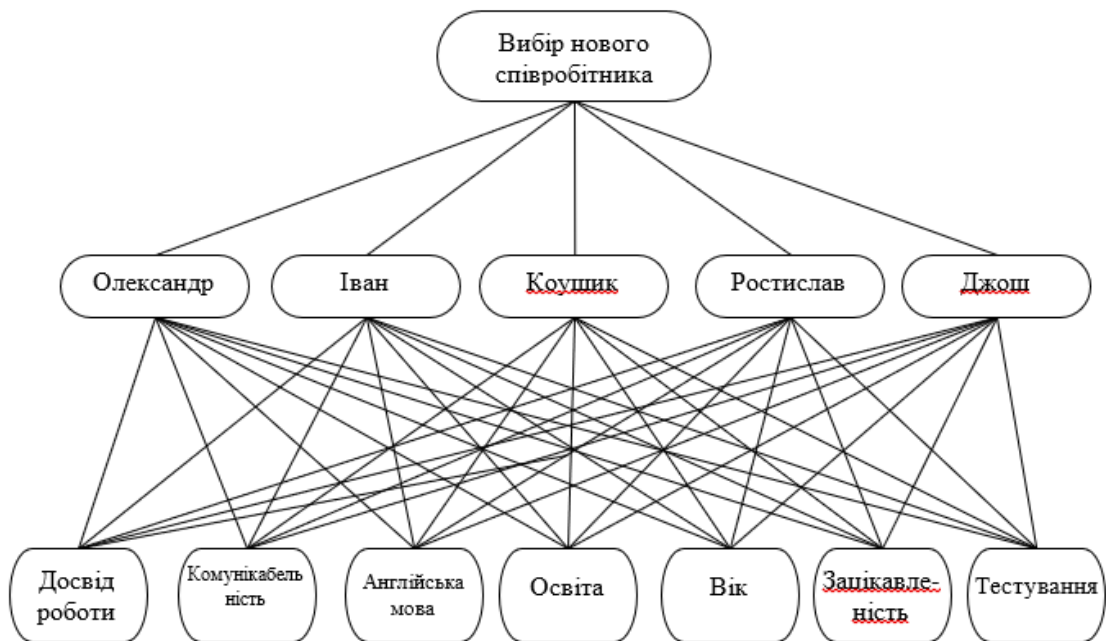 Вибір нового
співробітника
Олександр
Іван
Коушик
Ростислав
Джош
Досвід
роботи
Комунікабель
ність
Англійська
мова
Освіта
Вік
Зацікавле-
ність
Тестування